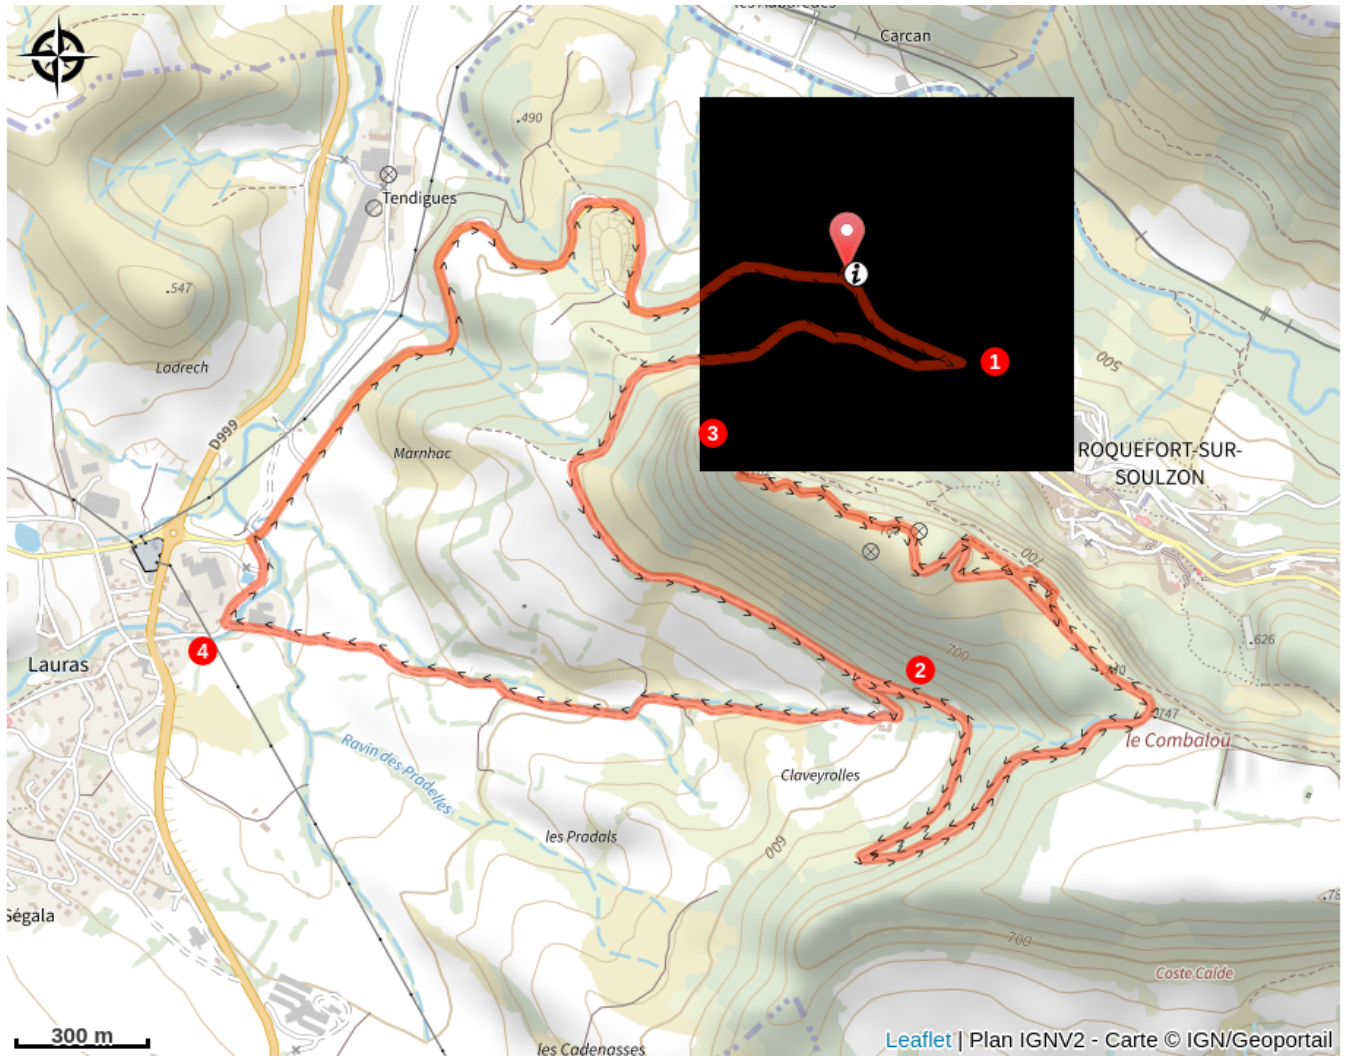 Carcan
490
Tendigues
i
547
Ladrech
1
500
D999
3
Marnhac
ROQUEFORT-SUR-
SOULZON
700
626
700
2
4
Lauras
747
le Combalou
Ravin des Pradelles
Claveyrolles
les Pradals
600
Ségala
700
Coste Calde
300 m
les Cadenasses
Leaflet | Plan IGNV2 - Carte © IGN/Geoportail